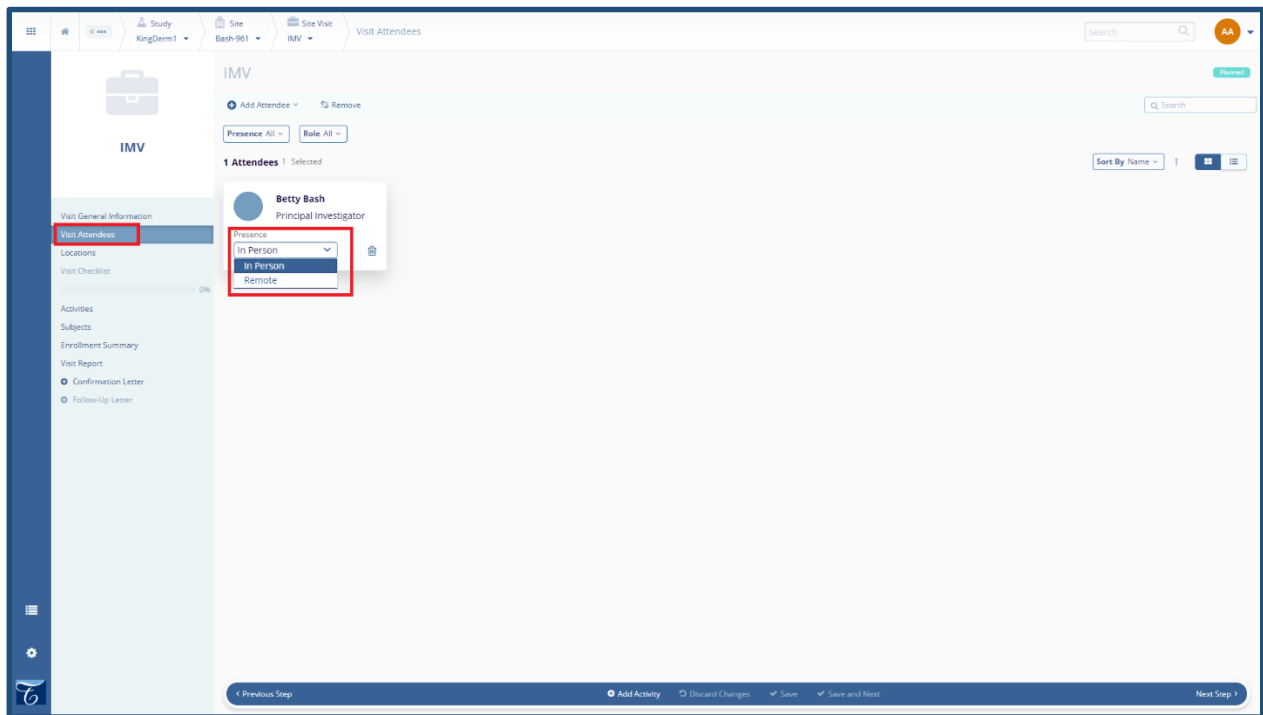 Study
KingDerm1
Site
Bash-961
Site Visit
IMV
Visit Attendees
Search
AA
IMV
Visit General Information
Visit Attendees
Locations
Visit Checklist
0%
Activities
Subjects
Enrollment Summary
Visit Report
Confirmation Letter
Follow-Up Letter
IMV
Planned
Add Attendee
Remove
Search
Presence All
Role All
1 Attendees 1 Selected
Sort By Name
Betty Bash
Principal Investigator
Presence
In Person
In Person
Remote
Previous Step
Add Activity
Discard Changes
Save
Save and Next
Next Step